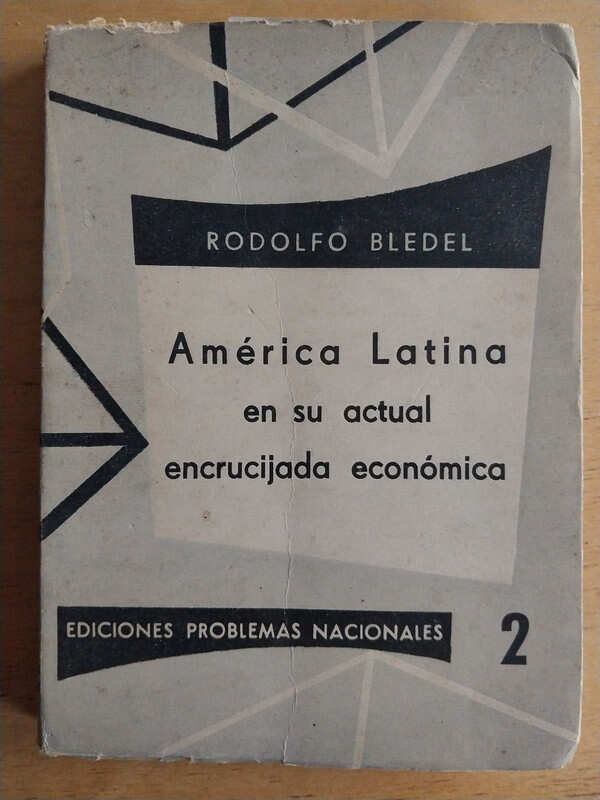 RODOLFO BLEDEL
América Latina
en su actual
encrucijada económica
EDICIONES PROBLEMAS NACIONALES
2